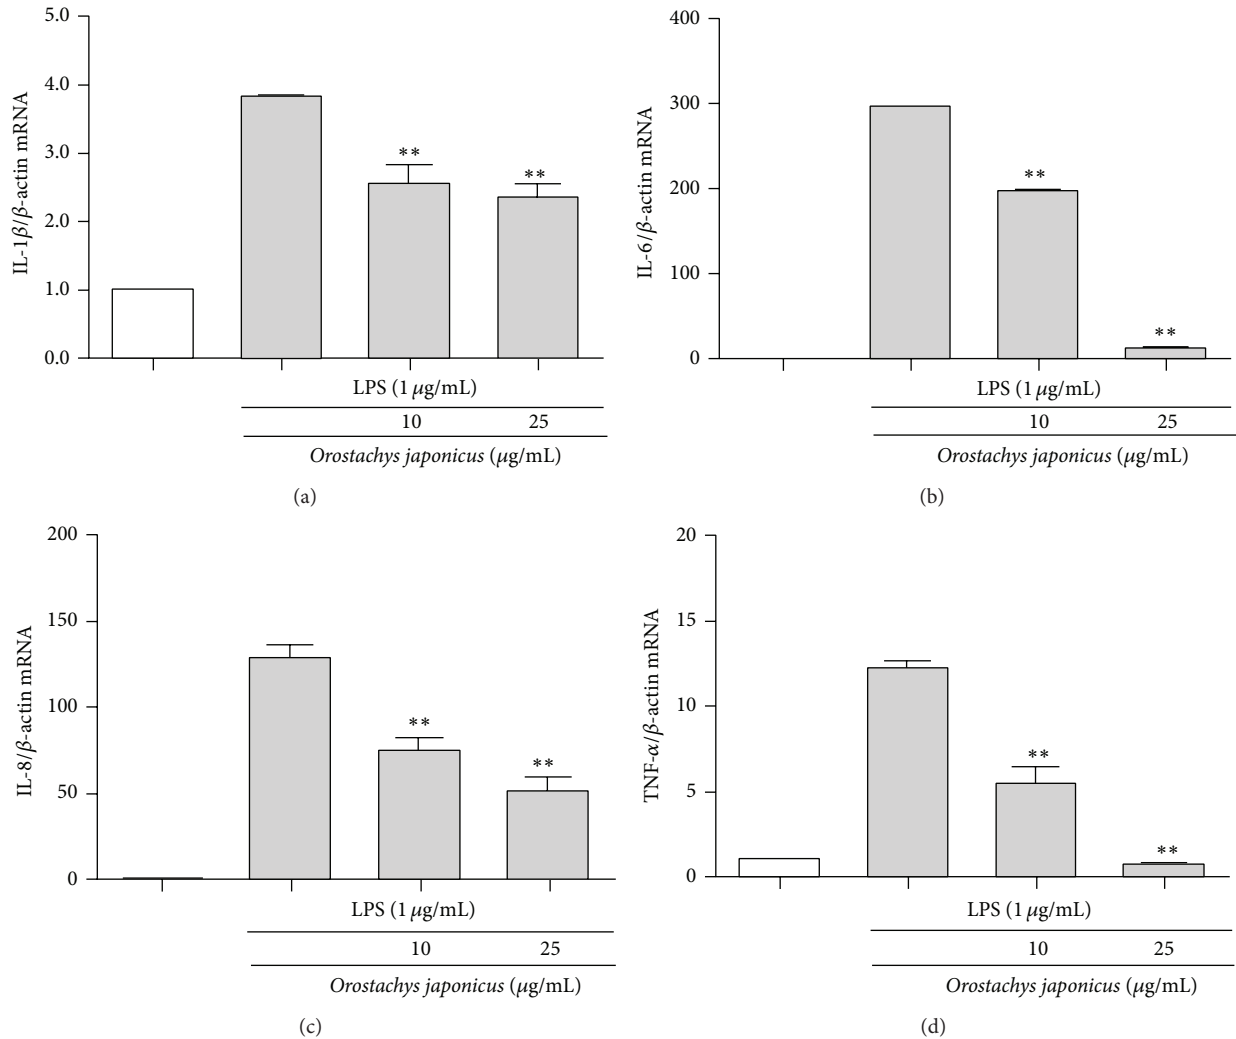 5.0
4.0
3.0
2.0
1.0
0.0
IL-1β/β-actin mRNA
**
**
LPS (1 μg/mL)
10 25
Orostachys japonicus (μg/mL)
(a)
400
300
200
100
0
IL-6/β-actin mRNA
**
**
LPS (1 μg/mL)
10 25
Orostachys japonicus (μg/mL)
(b)
200
150
100
50
0
IL-8/β-actin mRNA
**
**
LPS (1 μg/mL)
10 25
Orostachys japonicus (μg/mL)
(c)
20
15
10
5
0
TNF-α/β-actin mRNA
**
**
LPS (1 μg/mL)
10 25
Orostachys japonicus (μg/mL)
(d)